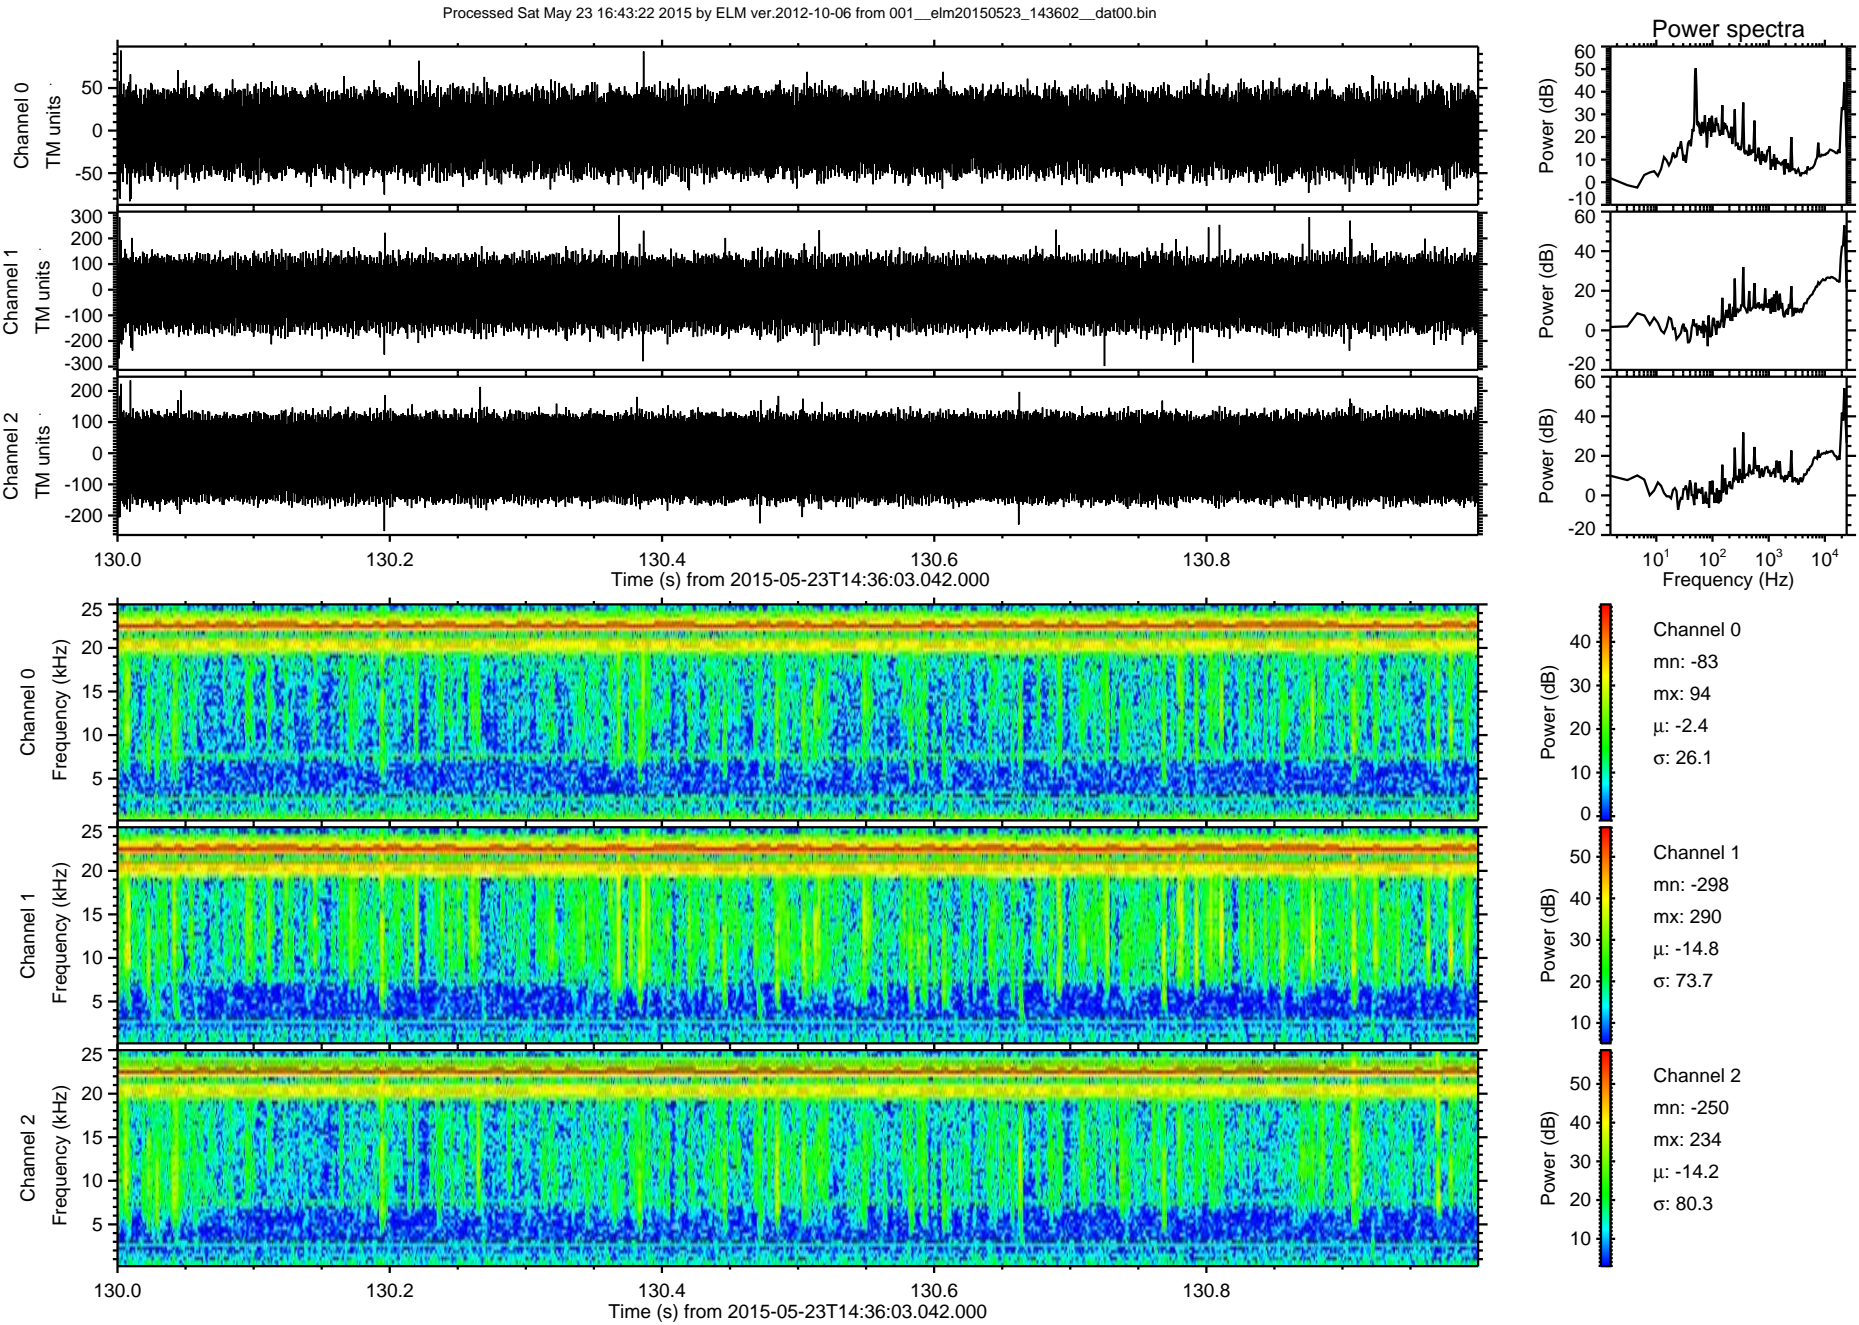 Processed Sat May 23 16:43:22 2015 by ELM ver.2012-10-06 from 001__elm20150523_143602__dat00.bin
Power spectra
Channel 0
TM units
50
0
-50
Power (dB)
60
50
40
30
20
10
0
-10
Channel 1
TM units
300
200
100
0
-100
-200
-300
Power (dB)
60
40
20
0
-20
Channel 2
TM units
200
100
0
-100
-200
Power (dB)
60
40
20
0
-20
130.0 130.2 130.4 130.6 130.8
Time (s) from 2015-05-23T14:36:03.042.000
10^1 10^2 10^3 10^4
Frequency (Hz)
Channel 0
Frequency (kHz)
25
20
15
10
5
Power (dB)
40
30
20
10
0
Channel 0
mn: -83
mx: 94
μ: -2.4
σ: 26.1
Channel 1
Frequency (kHz)
25
20
15
10
5
Power (dB)
50
40
30
20
10
Channel 1
mn: -298
mx: 290
μ: -14.8
σ: 73.7
Channel 2
Frequency (kHz)
25
20
15
10
5
Power (dB)
50
40
30
20
10
Channel 2
mn: -250
mx: 234
μ: -14.2
σ: 80.3
130.0 130.2 130.4 130.6 130.8
Time (s) from 2015-05-23T14:36:03.042.000